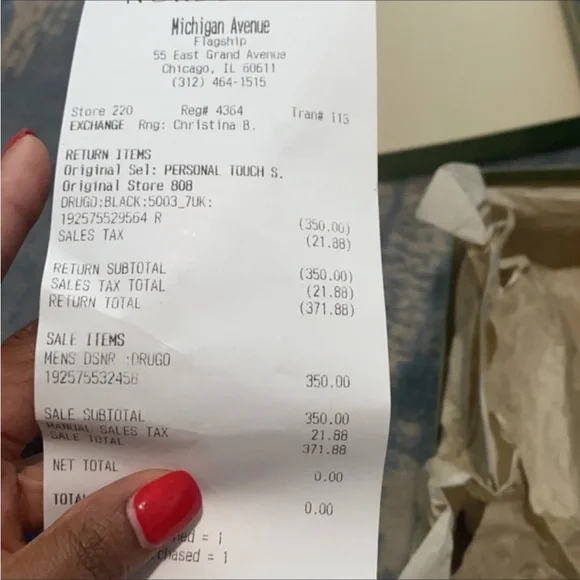 Michigan Avenue
Flagship
55 East Grand Avenue
Chicago, IL 60611
(312) 464-1515
Store 220 Reg# 4364 Tran# 115
EXCHANGE Rng: Christina B.
RETURN ITEMS
Original Sel: PERSONAL TOUCH S.
Original Store 808
DRUGO:BLACK:5003_7UK:
192575529564 R (350.00)
SALES TAX (21.88)
RETURN SUBTOTAL (350.00)
SALES TAX TOTAL (21.88)
RETURN TOTAL (371.88)
SALE ITEMS
MENS DSNR :DRUGO
192575532458 350.00
SALE SUBTOTAL 350.00
MANUAL SALES TAX 21.88
SALE TOTAL 371.88
NET TOTAL 0.00
0.00
= 1
= 1